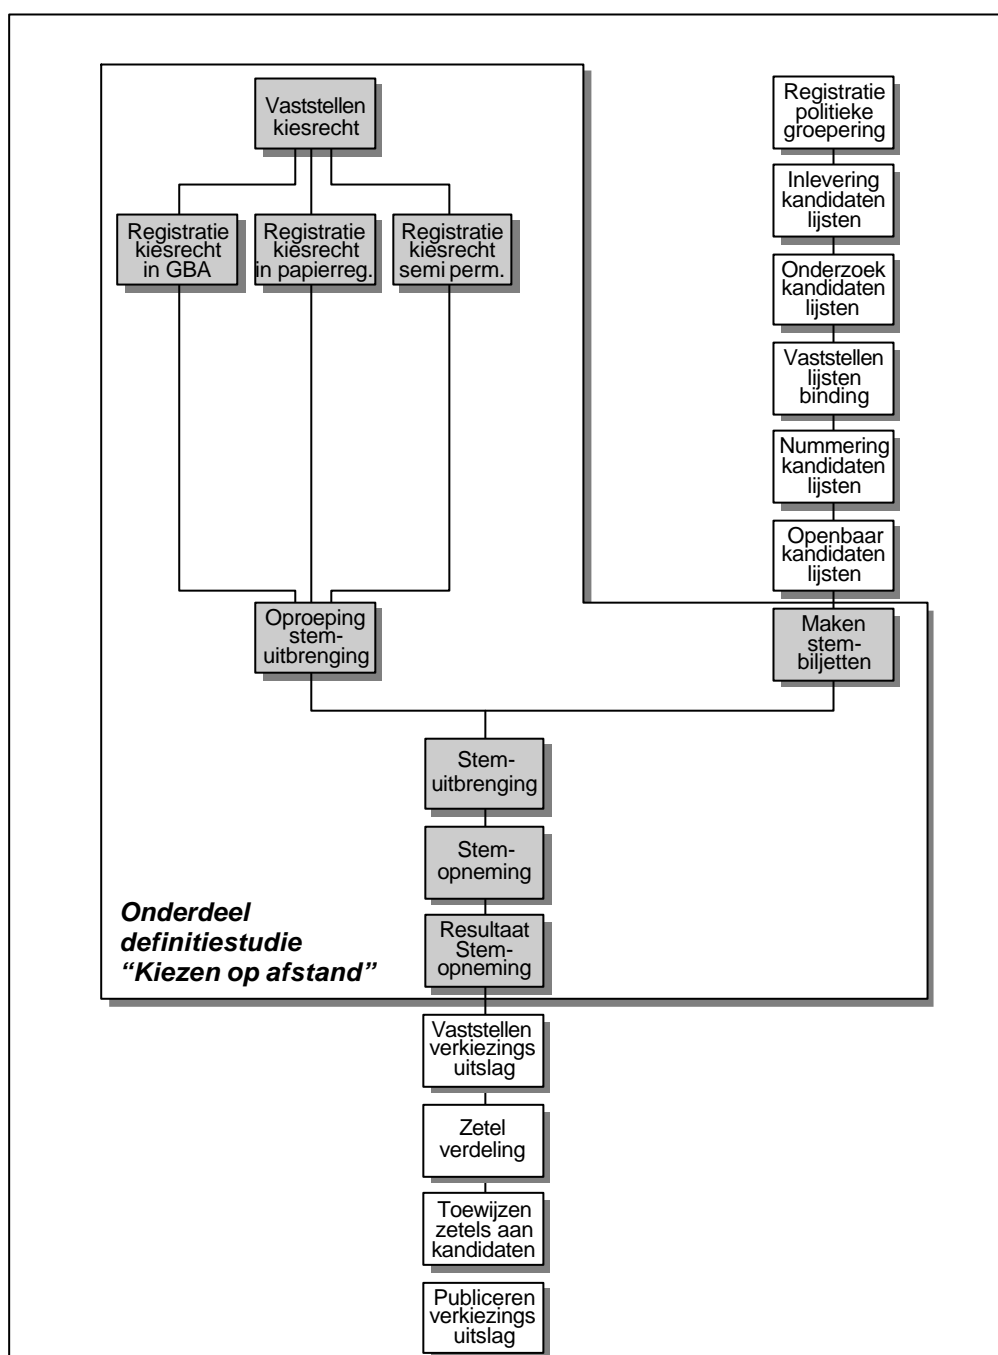 Vaststellen
kiesrecht
Registratie
kiesrecht
in GBA
Registratie
kiesrecht
in papierreg.
Registratie
kiesrecht
semi perm.
Oproeping
stem-
uitbrenging
Registratie
politieke
groepering
Inlevering
kandidaten
lijsten
Onderzoek
kandidaten
lijsten
Vaststellen
lijsten
binding
Nummering
kandidaten
lijsten
Openbaar
kandidaten
lijsten
Maken
stem-
biljetten
Stem-
uitbrenging
Stem-
opneming
Resultaat
Stem-
opneming
Onderdeel
definitiestudie
“Kiezen op afstand”
Vaststellen
verkiezings
uitslag
Zetel
verdeling
Toewijzen
zetels aan
kandidaten
Publiceren
verkiezings
uitslag